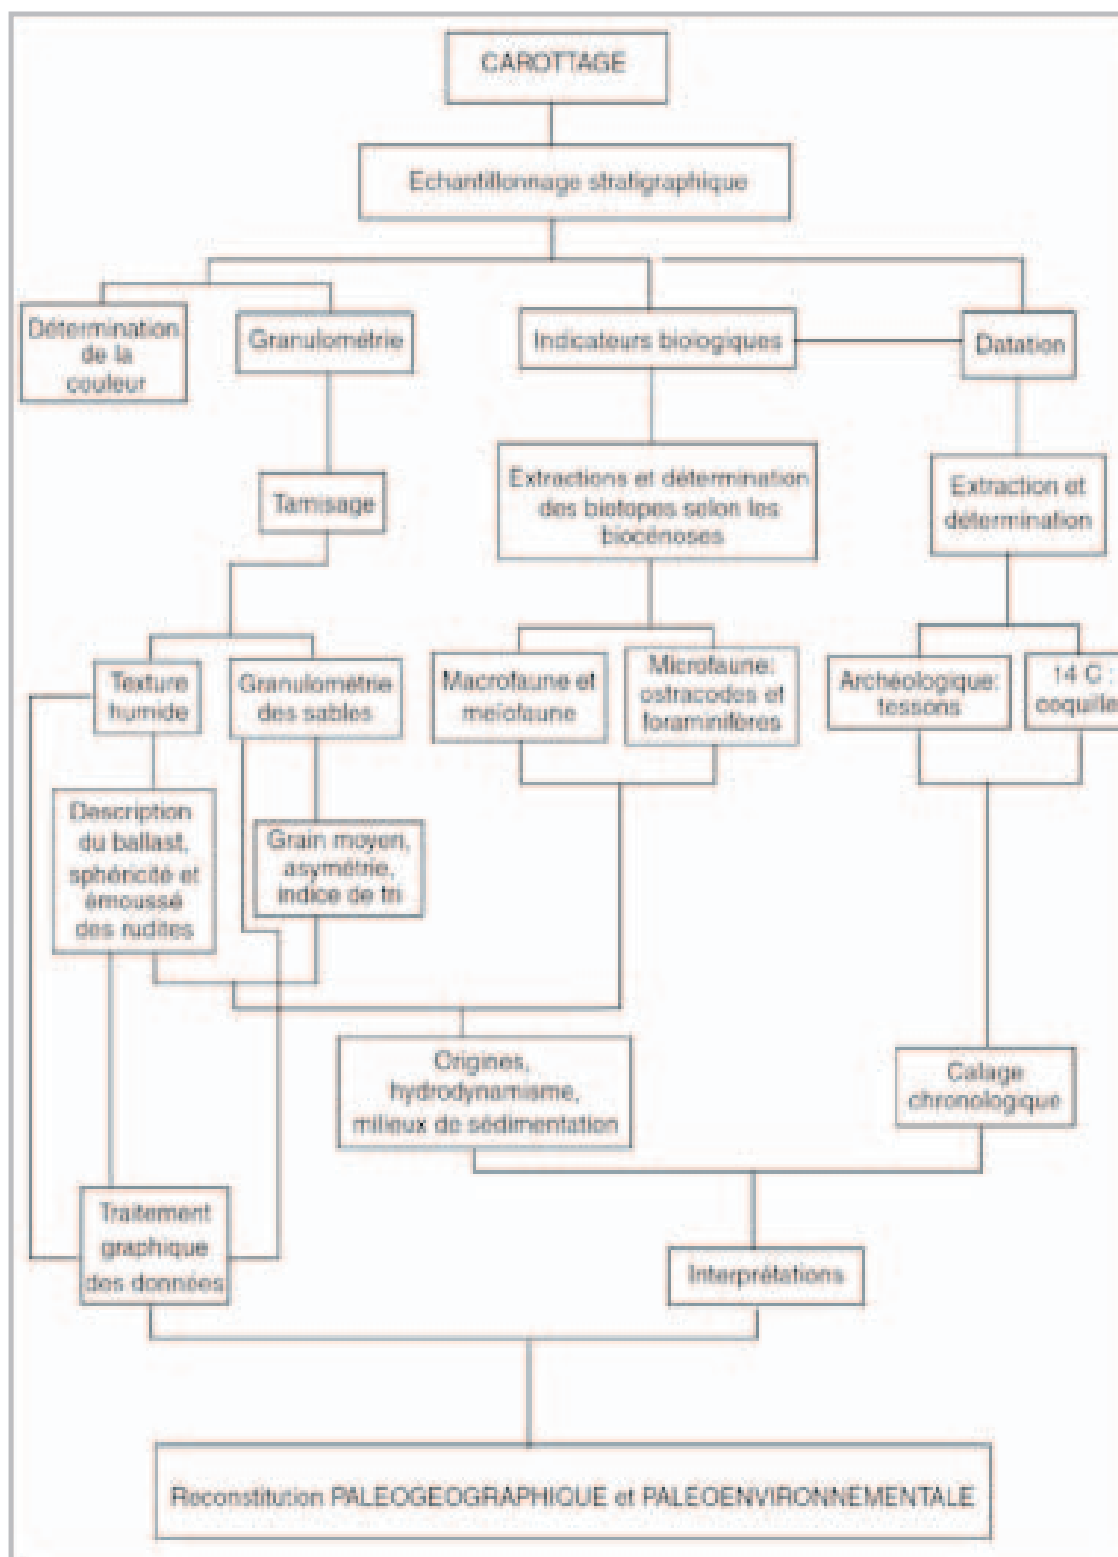 CAROTTAGE
Echantillonnage stratigraphique
Détermination
de la
couleur
Granulométrie
Indicateurs biologiques
Datation
Tamisage
Extractions et détermination
des biotopes selon les
biocénoses
Extraction et
détermination
Texture
humide
Granulométrie
des sables
Macrofaune et
meïofaune
Microfaune:
ostracodes et
foraminifères
Archéologique:
tessons
14 C :
coquille
Description
du ballast,
sphéricité et
émoussé
des rudites
Grain moyen,
asymétrie,
indice de tri
Origines,
hydrodynamisme,
milieux de sédimentation
Calage
chronologique
Traitement
graphique
des données
Interprétations
Reconstitution PALEOGEOGRAPHIQUE et PALEOENVIRONNEMENTALE